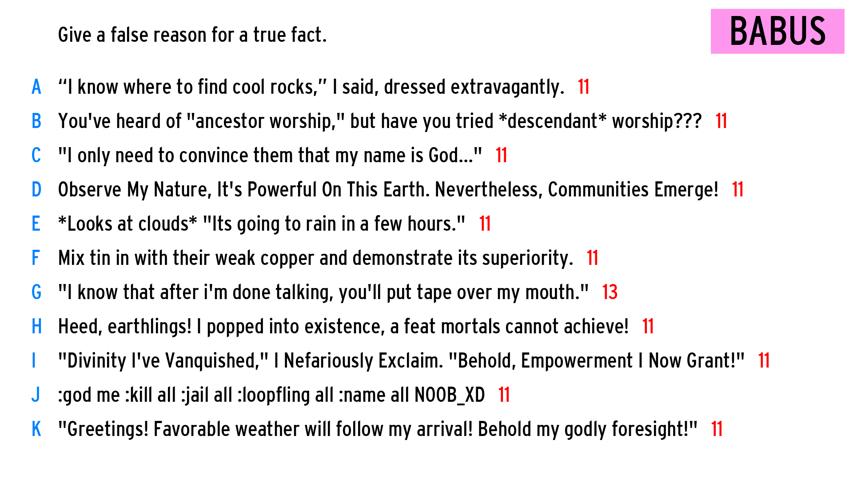 Give a false reason for a true fact.
BABUS
A “I know where to find cool rocks,” I said, dressed extravagantly. 11
B You've heard of "ancestor worship," but have you tried *descendant* worship??? 11
C "I only need to convince them that my name is God..." 11
D Observe My Nature, It's Powerful On This Earth. Nevertheless, Communities Emerge! 11
E *Looks at clouds* "Its going to rain in a few hours." 11
F Mix tin in with their weak copper and demonstrate its superiority. 11
G "I know that after i'm done talking, you'll put tape over my mouth." 13
H Heed, earthlings! I popped into existence, a feat mortals cannot achieve! 11
I "Divinity I've Vanquished," I Nefariously Exclaim. "Behold, Empowerment I Now Grant!" 11
J :god me :kill all :jail all :loopfling all :name all N00B_XD 11
K "Greetings! Favorable weather will follow my arrival! Behold my godly foresight!" 11